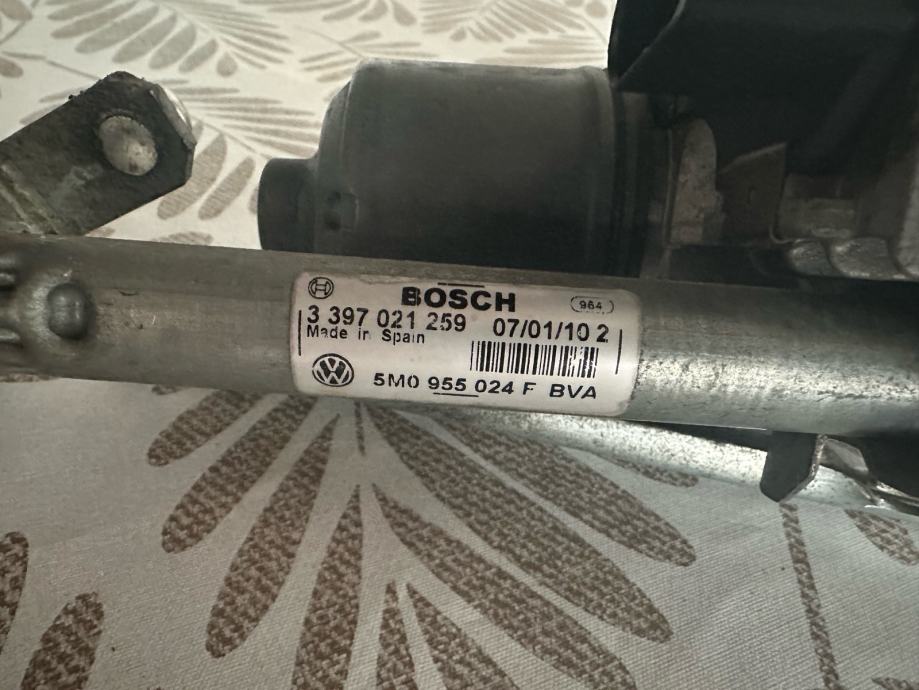 BOSCH 964
3 397 021 259 07/01/10 2
Made in Spain
5M0 955 024 F BVA